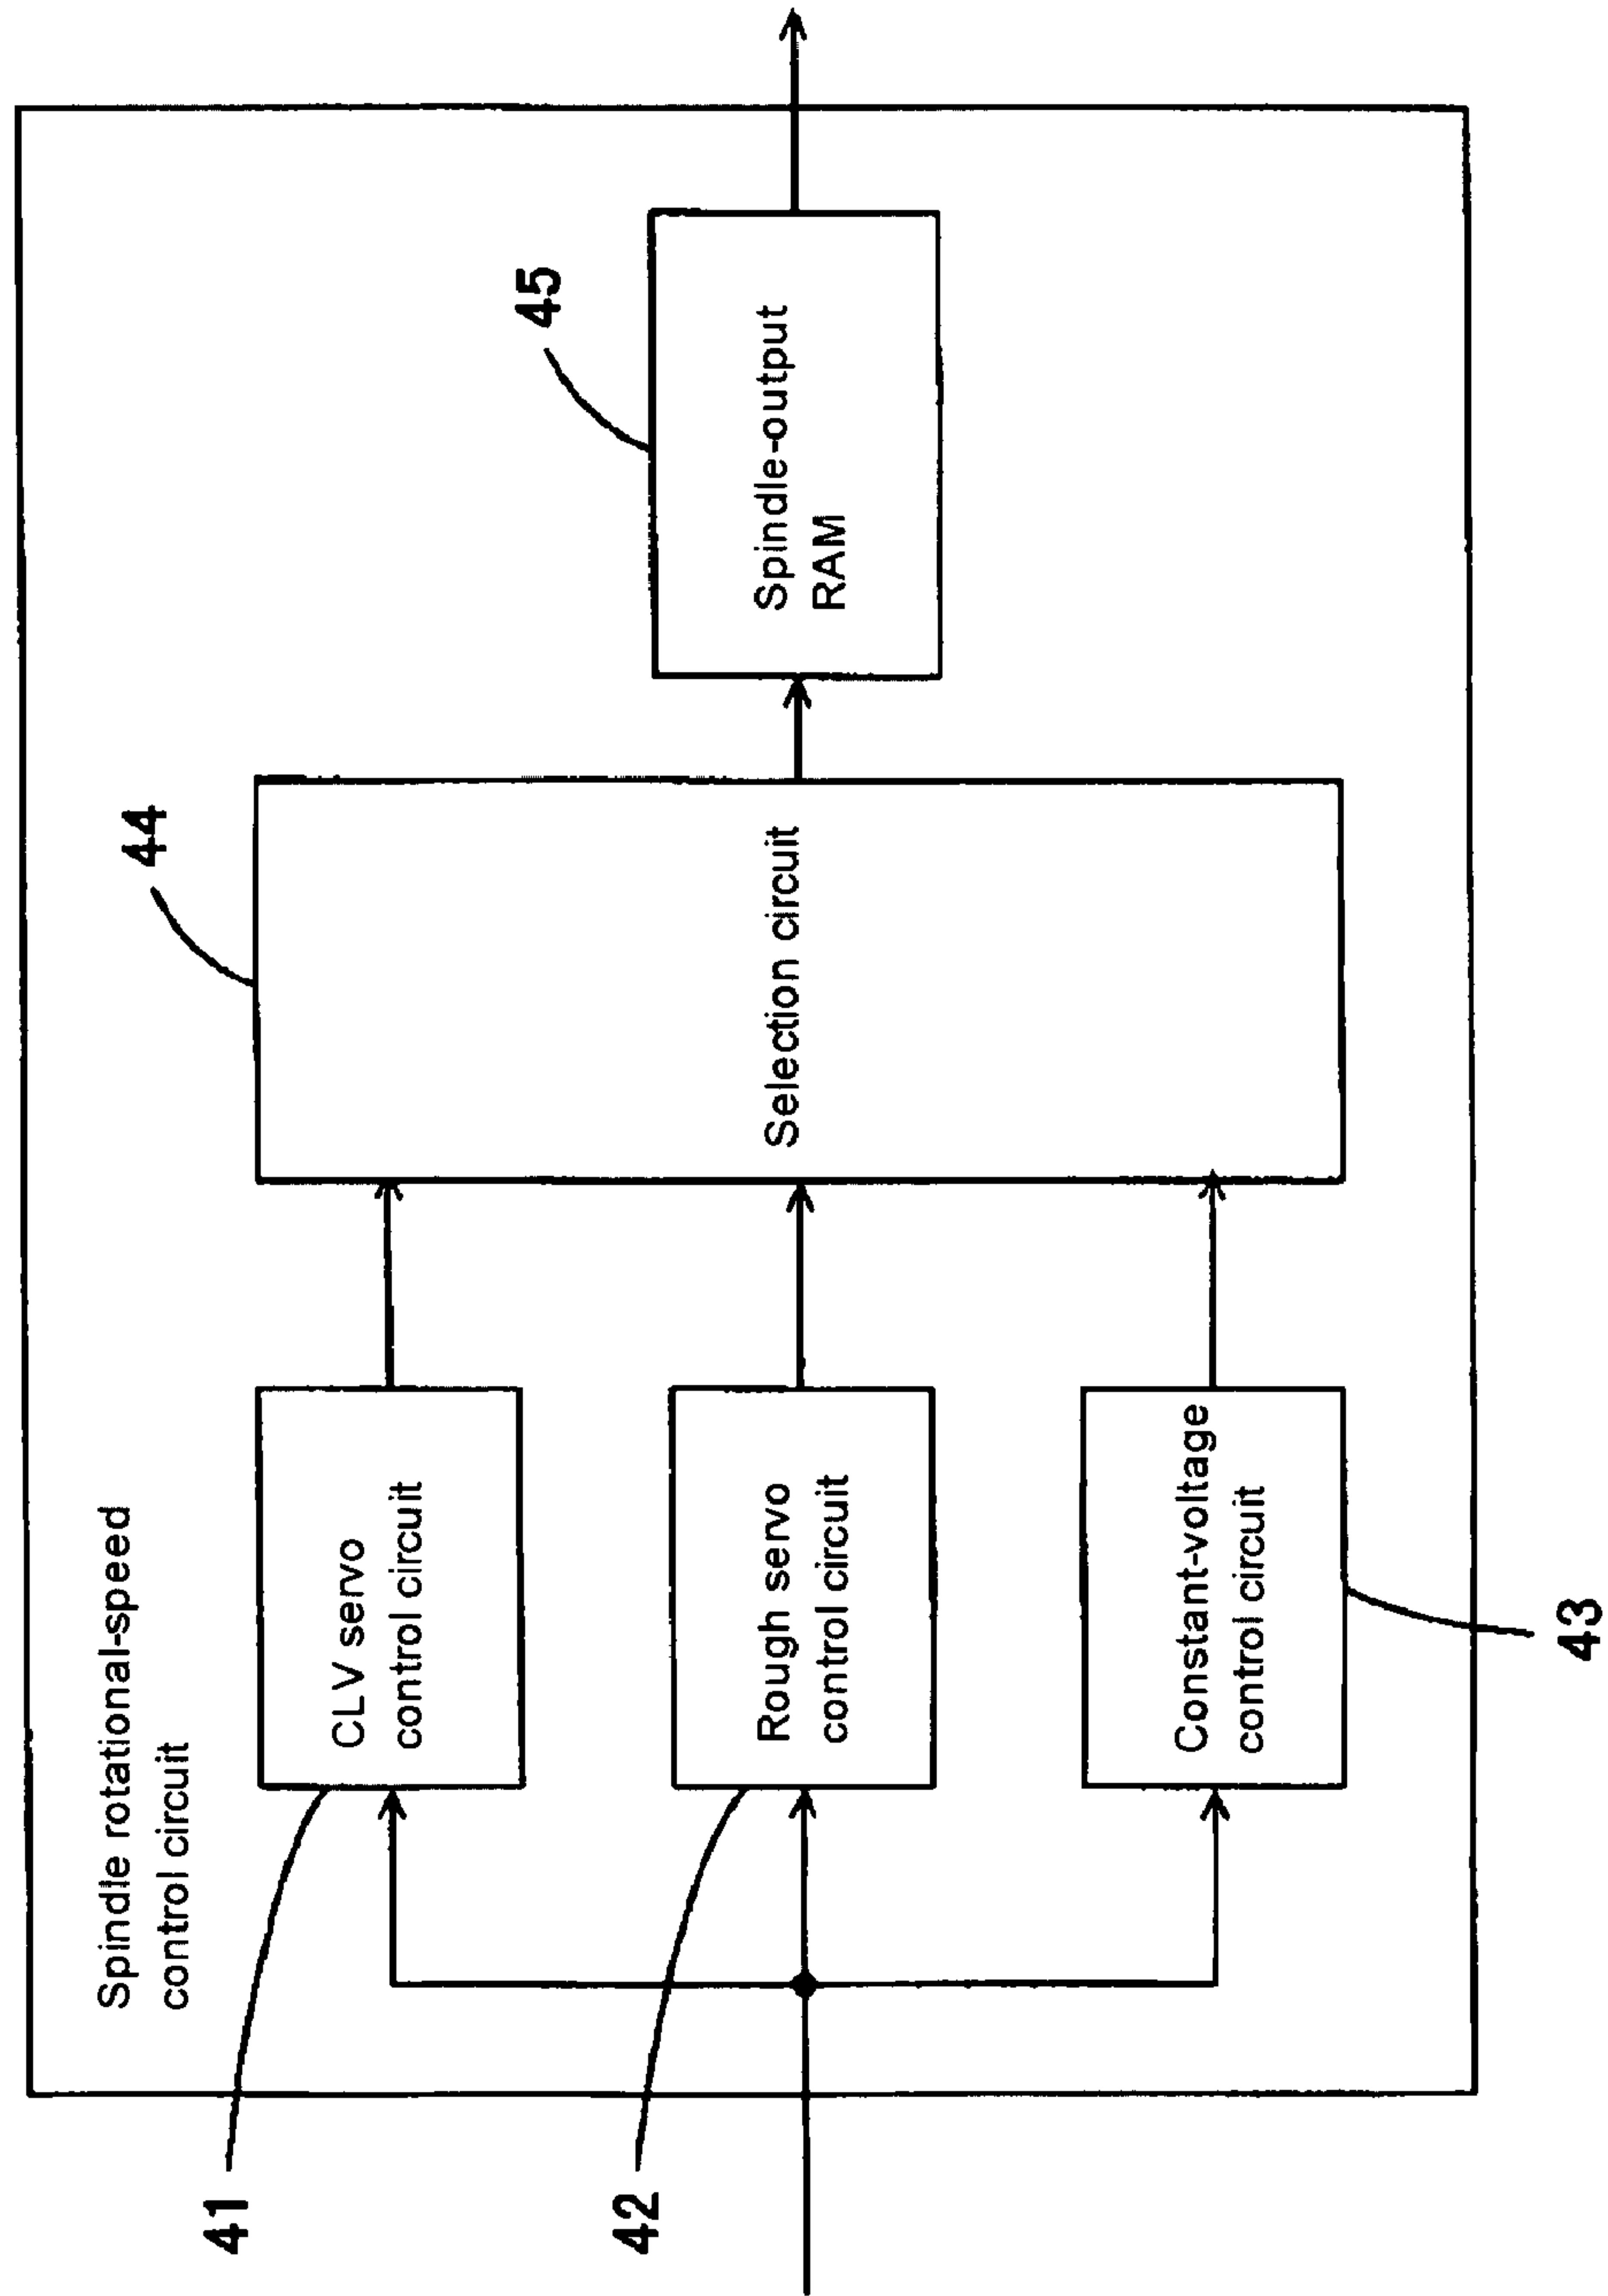 Spindle rotational-speed
control circuit
41
CLV servo
control circuit
42
Rough servo
control circuit
Constant-voltage
control circuit
43
44
Selection circuit
45
Spindle-output
RAM